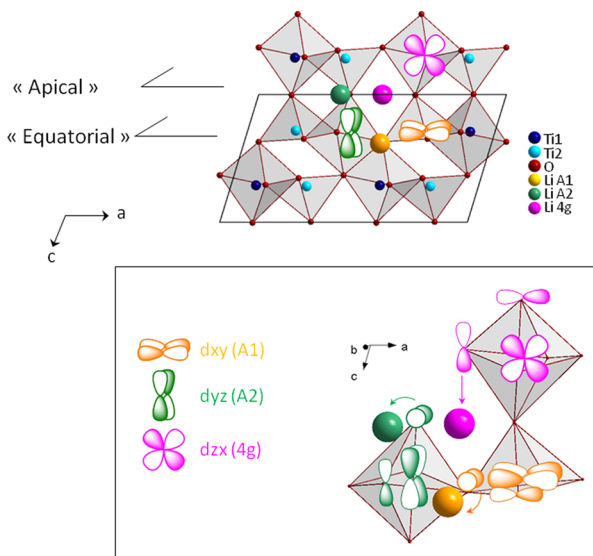 « Apical »
« Equatorial »
a
c
Ti1
Ti2
O
Li A1
Li A2
Li 4g
dxy (A1)
dyz (A2)
dzx (4g)
b
a
c